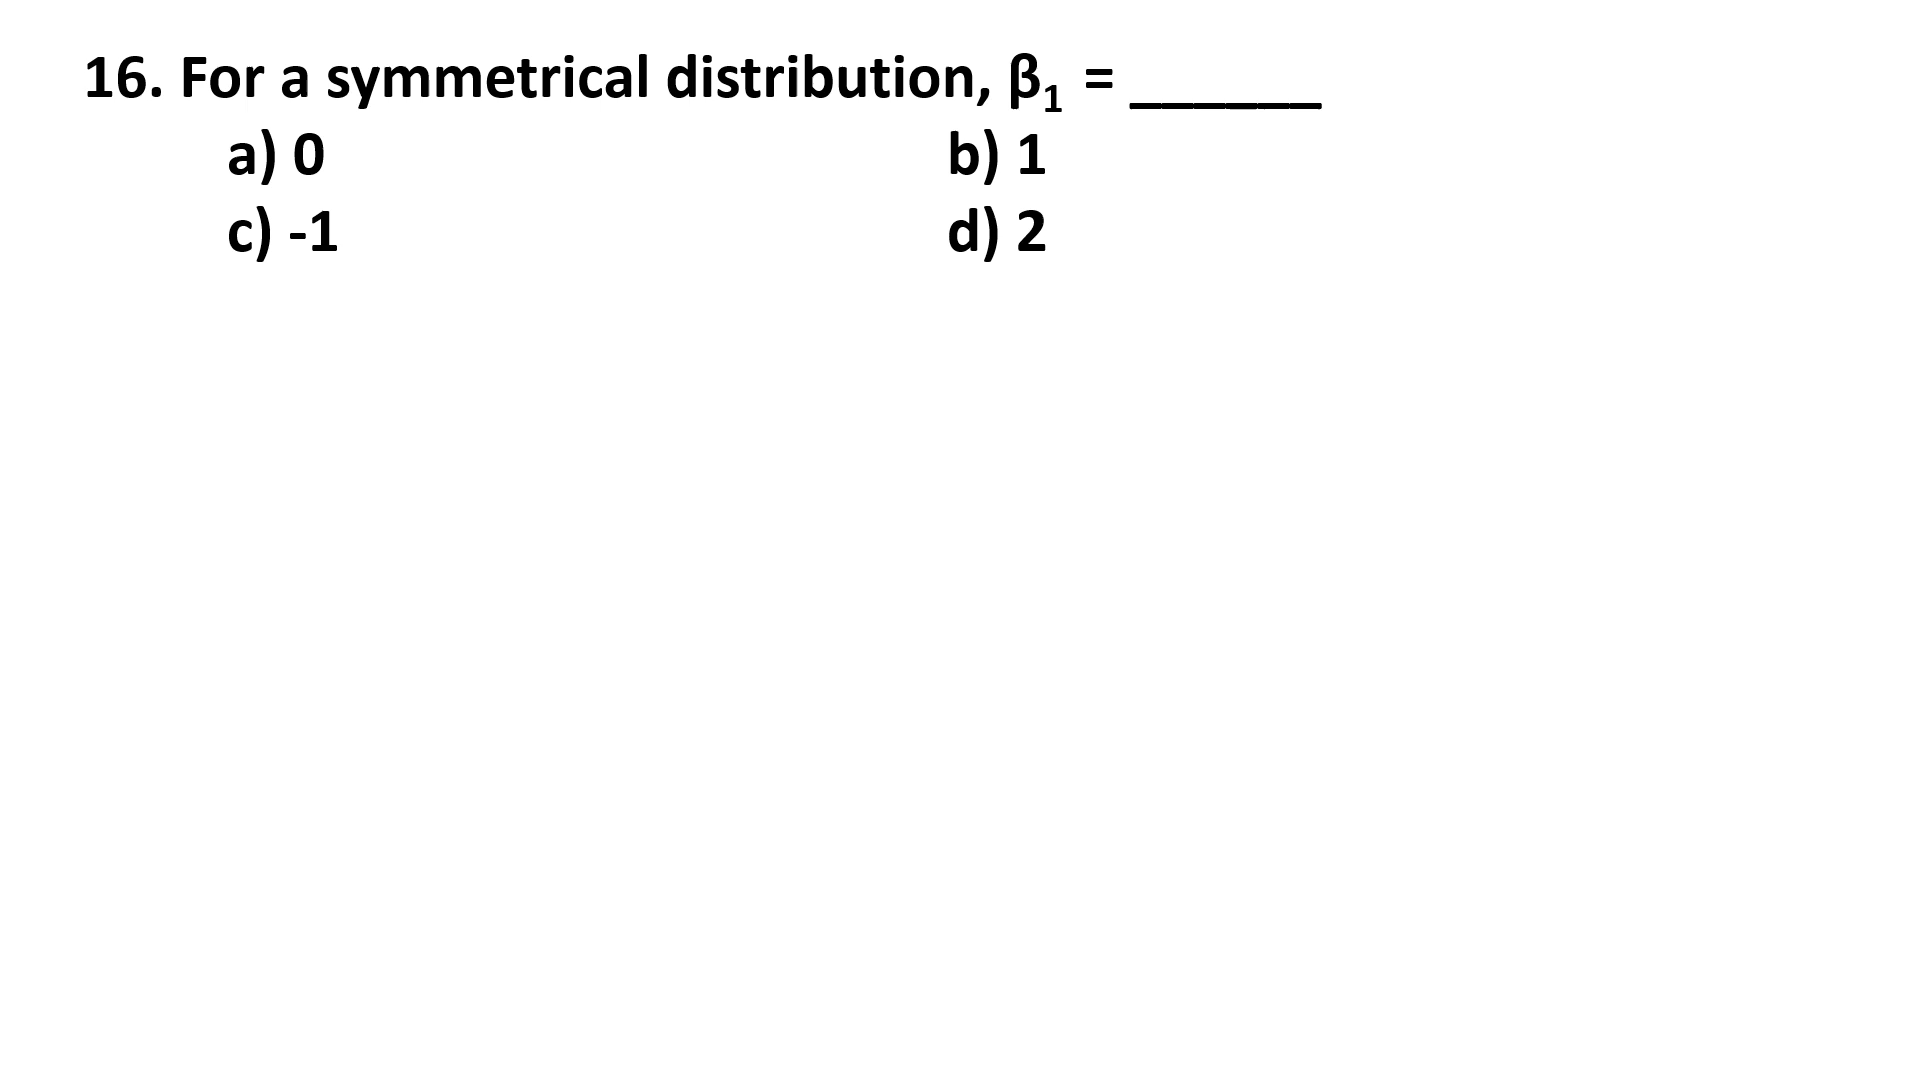 16. For a symmetrical distribution, β₁ = ______
a) 0 b) 1
c) -1 d) 2